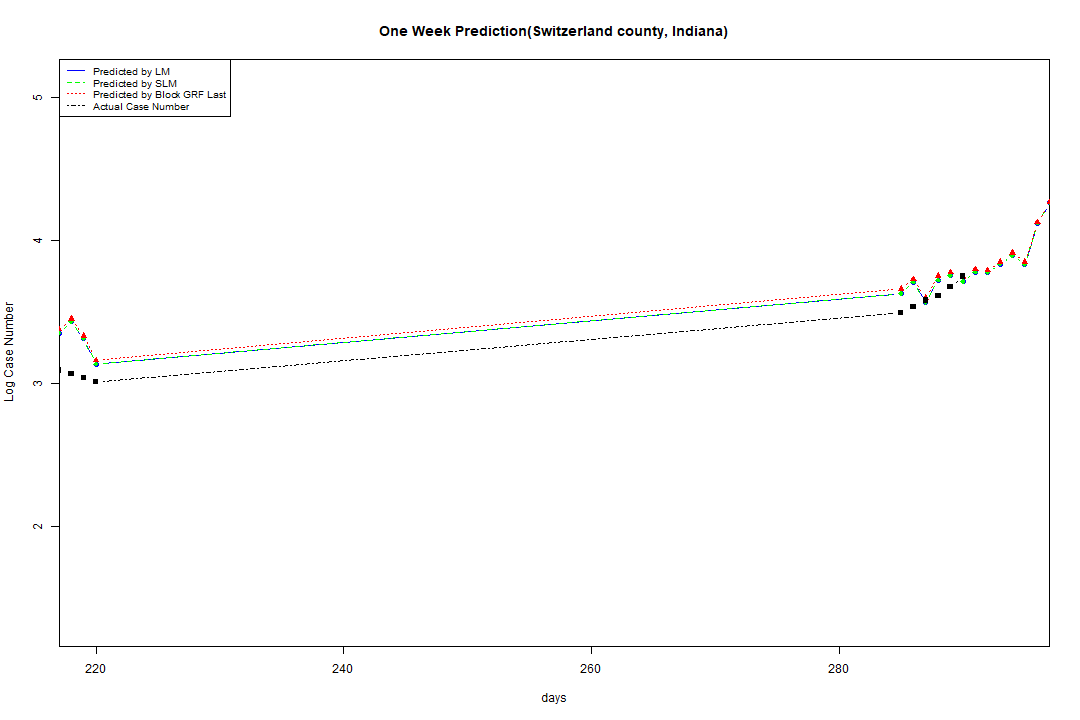 One Week Prediction(Switzerland county, Indiana)
Predicted by LM
Predicted by SLM
Predicted by Block GRF Last
Actual Case Number
5
4
3
2
Log Case Number
220
240
260
280
days